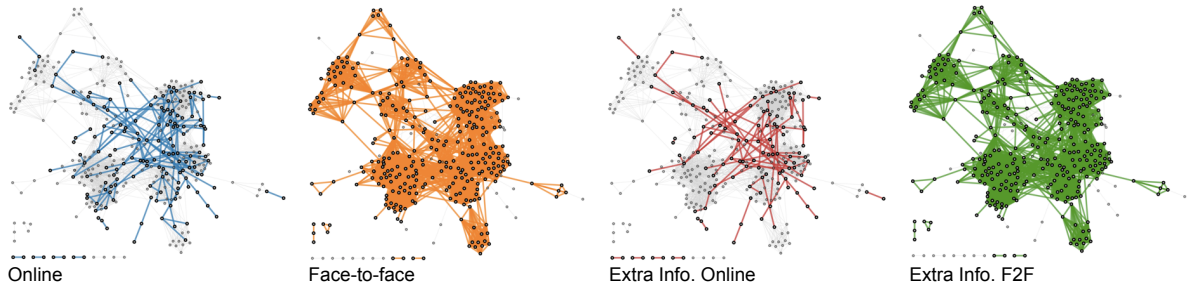 Online
Face-to-face
Extra Info. Online
Extra Info. F2F